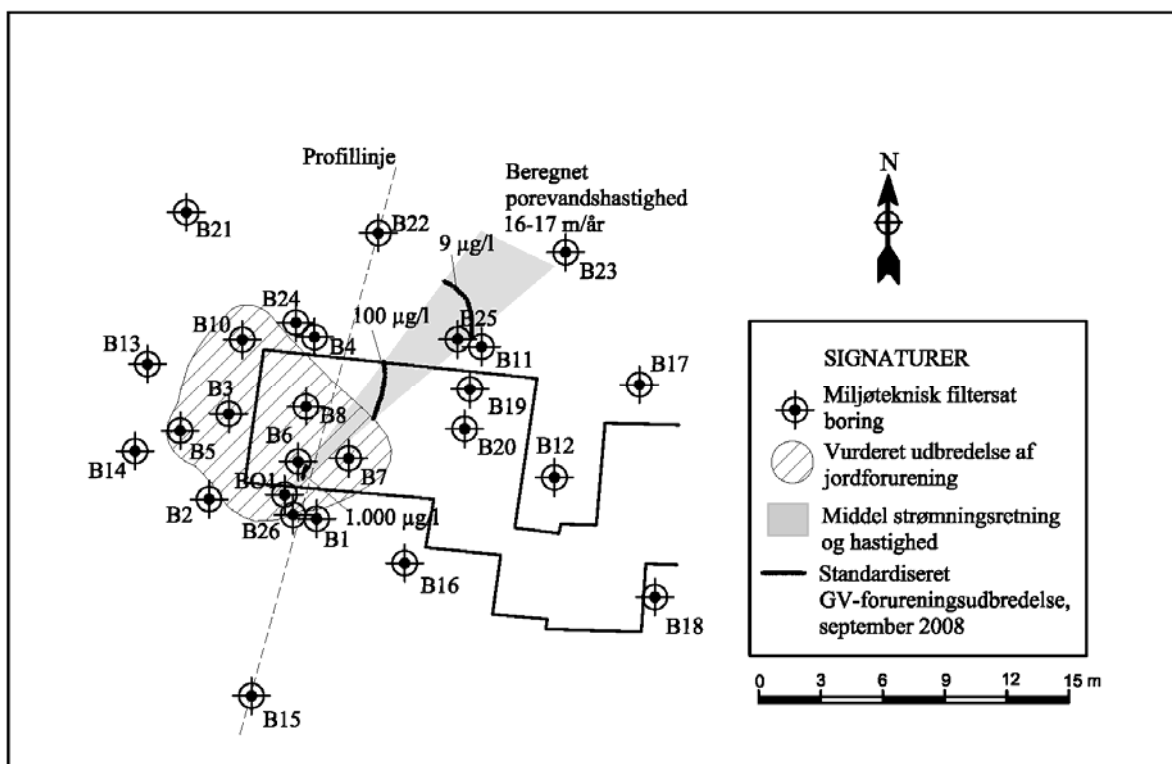 Profillinje
Beregnet
porevandshastighed
16-17 m/år
N
B21
B22
9 µg/l
B23
B24
100 µg/l
B25
B10
B4
B13
B11
B17
B3
B8
B19
B5
B6
B20
B14
B7
B12
BO1
B2
1.000 µg/l
B26
B1
B16
B18
B15
SIGNATURER
Miljøteknisk filtersat
boring
Vurderet udbredelse af
jordforurening
Middel strømningsretning
og hastighed
Standardiseret
GV-forureningsudbredelse,
september 2008
0 3 6 9 12 15 m